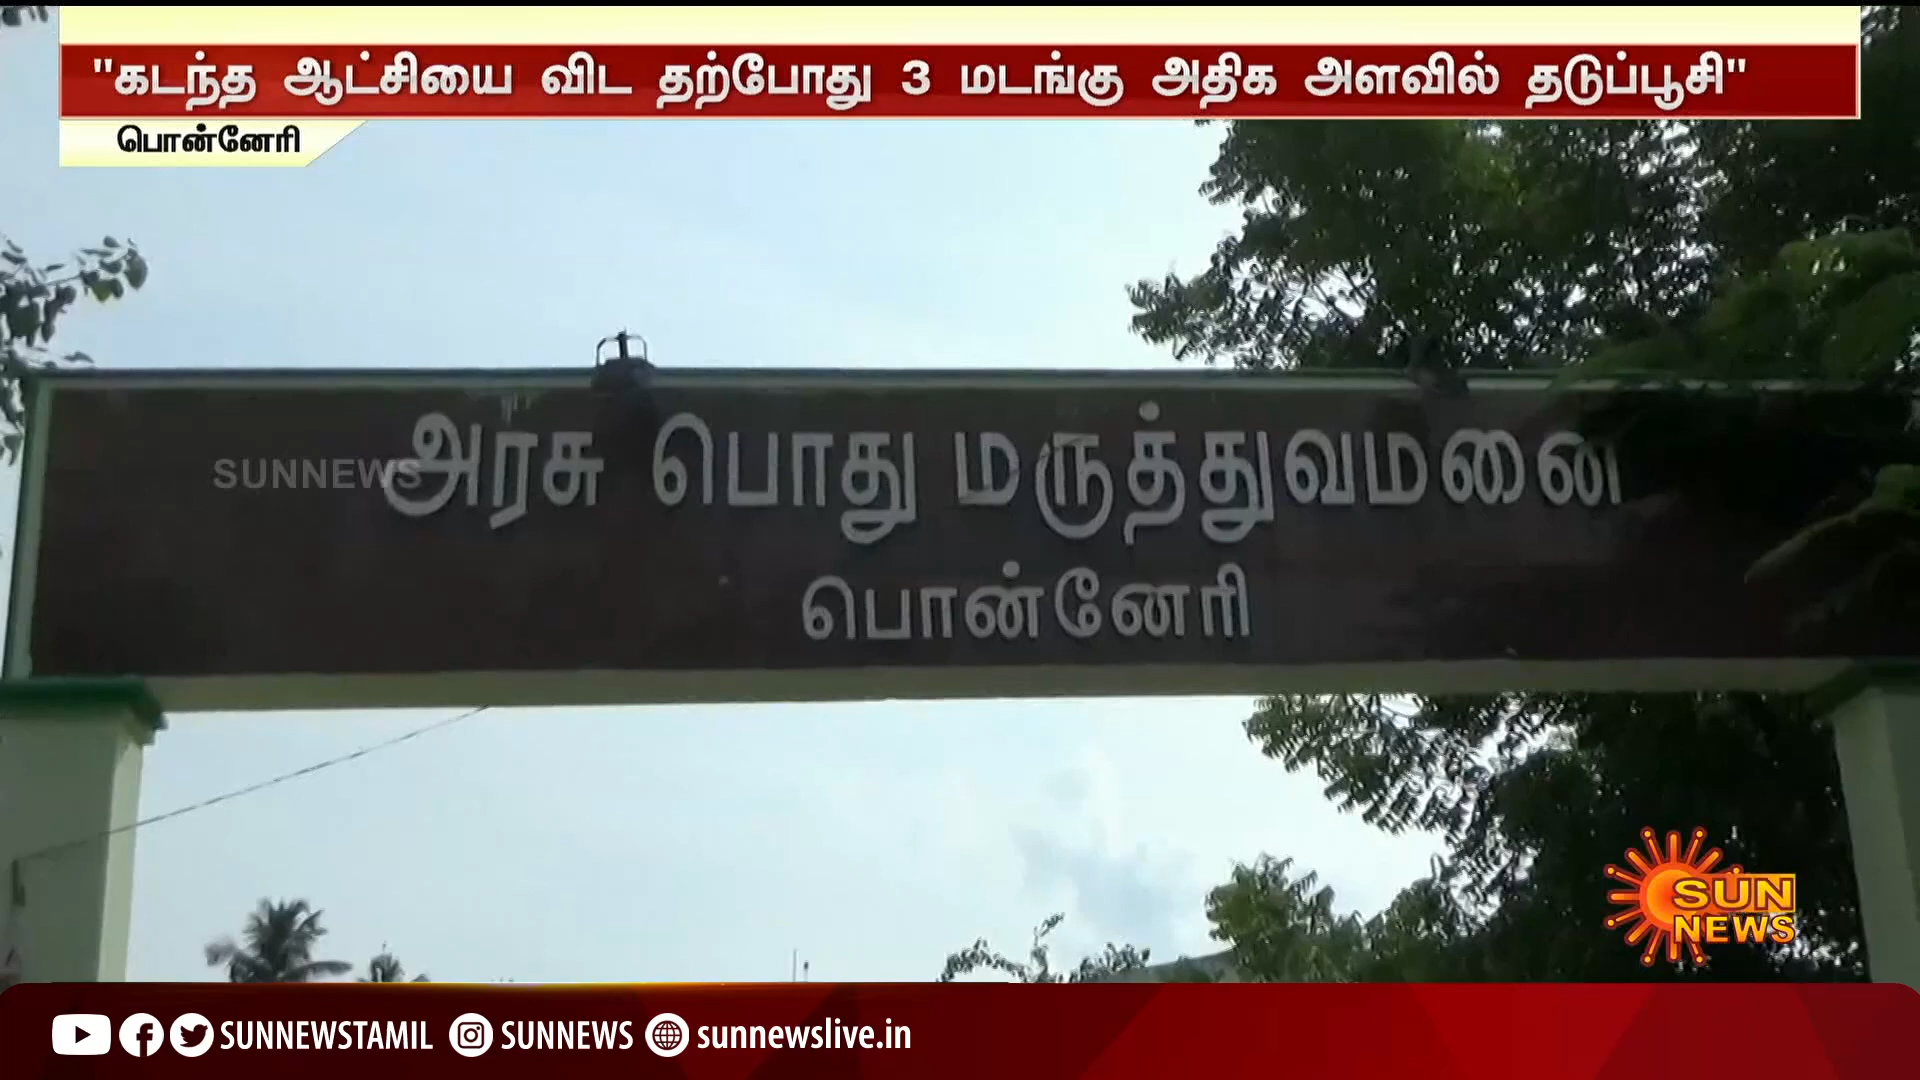 "கடந்த ஆட்சியை விட தற்போது 3 மடங்கு அதிக அளவில் தடுப்பூசி"
பொன்னேரி
SUNNEWS
அரசு பொது மருத்துவமனை
பொன்னேரி
SUN
NEWS
SUNNEWSTAMIL SUNNEWS sunnewslive.in